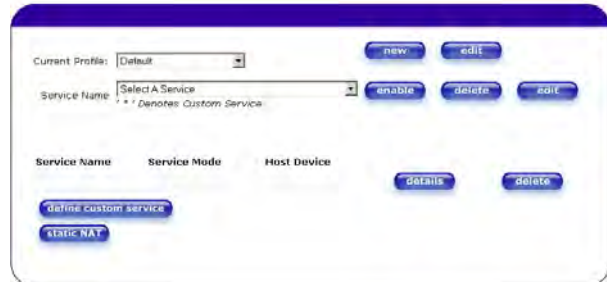 new edit
Current Profile: Default
Service Name Select A Service enable delete edit
' * ' Denotes Custom Service
Service Name Service Mode Host Device
details delete
define custom service
static NAT